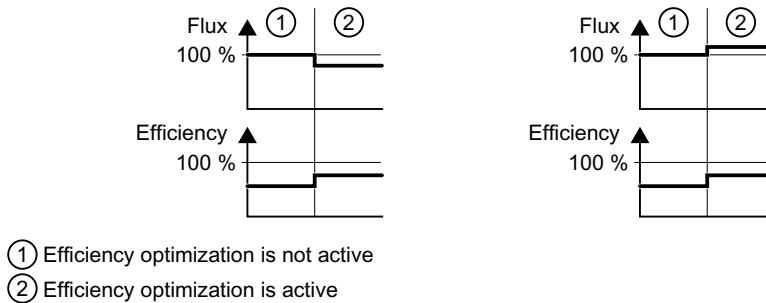 Flux ① ②
100 %
Efficiency
100 %
Flux ① ②
100 %
Efficiency
100 %
① Efficiency optimization is not active
② Efficiency optimization is active